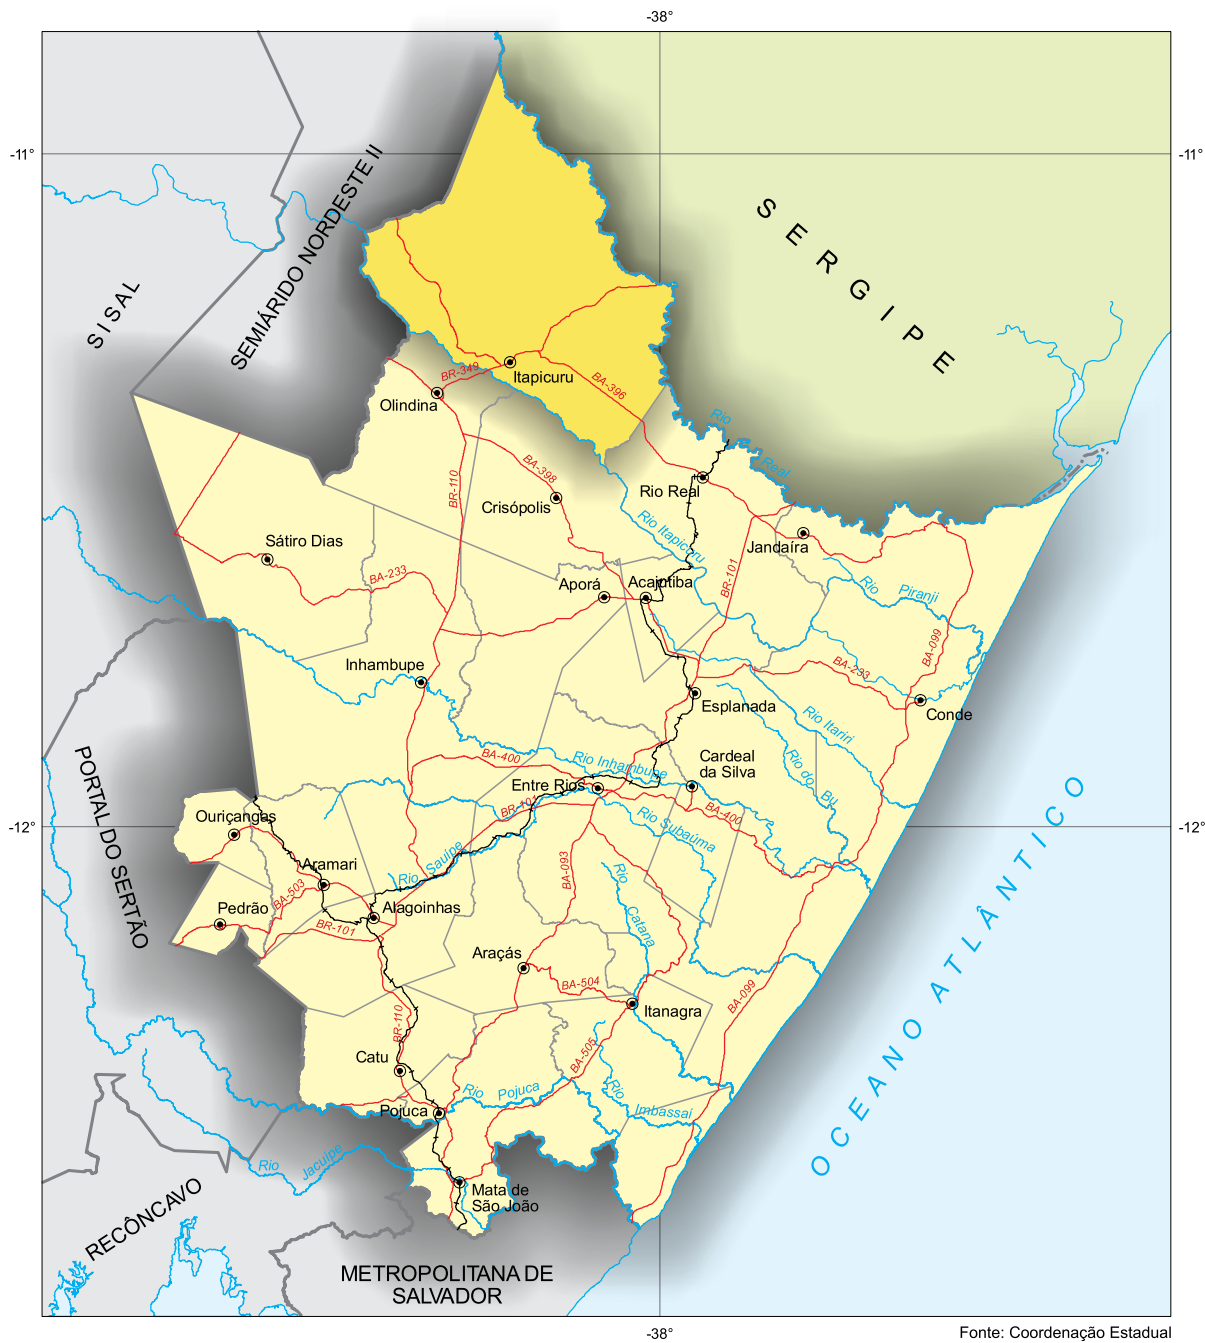 -38°
-11°
-11°
SERGIPE
SEMIÁRIDO NORDESTE II
SISAL
BR-349
Itapicuru
BA-396
Olindina
Rio
Real
BA-398
BR-110
Crisópolis
Rio Real
Rio Itapicuru
Jandaíra
Sátiro Dias
BA-233
Aporá
Acajutiba
BR-101
Rio
Piranji
BA-099
Inhambupe
BA-233
Esplanada
Conde
Rio Itariri
BA-400
Rio Inhambupe
Cardeal
da Silva
Rio do Bu
PORTAL DO SERTÃO
Entre Rios
BR-101
Ouriçangas
BA-400
Rio Subaúma
-12°
-12°
Aramari
Rio
Sauípe
BA-093
Rio
Catana
BA-503
Pedrão
Alagoinhas
BR-101
Araçás
BA-504
BA-099
Itanagra
OCEANO ATLÂNTICO
BR-110
BA-505
Catu
Rio
Pojuca
Rio
Imbassaí
Pojuca
Rio
Jacuípe
Mata de
São João
RECÔNCAVO
METROPOLITANA DE
SALVADOR
-38°
Fonte: Coordenação Estadual